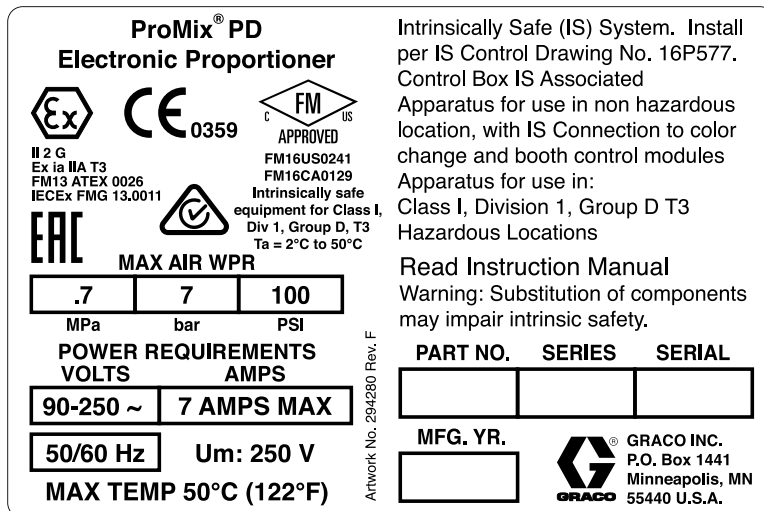 ProMix® PD
Electronic Proportioner
Ex
CE 0359
FM
C US
APPROVED
II 2 G
Ex ia IIA T3
FM13 ATEX 0026
IECEx FMG 13.0011
FM16US0241
FM16CA0129
Intrinsically safe
equipment for Class I,
Div 1, Group D, T3
Ta = 2°C to 50°C
EAC
MAX AIR WPR
.7 7 100
MPa bar PSI
POWER REQUIREMENTS
VOLTS AMPS
90-250 ~ 7 AMPS MAX
50/60 Hz Um: 250 V
MAX TEMP 50°C (122°F)
Artwork No. 294280 Rev. F
Intrinsically Safe (IS) System. Install
per IS Control Drawing No. 16P577.
Control Box IS Associated
Apparatus for use in non hazardous
location, with IS Connection to color
change and booth control modules
Apparatus for use in:
Class I, Division 1, Group D T3
Hazardous Locations
Read Instruction Manual
Warning: Substitution of components
may impair intrinsic safety.
PART NO. SERIES SERIAL
MFG. YR.
G ®
GRACO
GRACO INC.
P.O. Box 1441
Minneapolis, MN
55440 U.S.A.